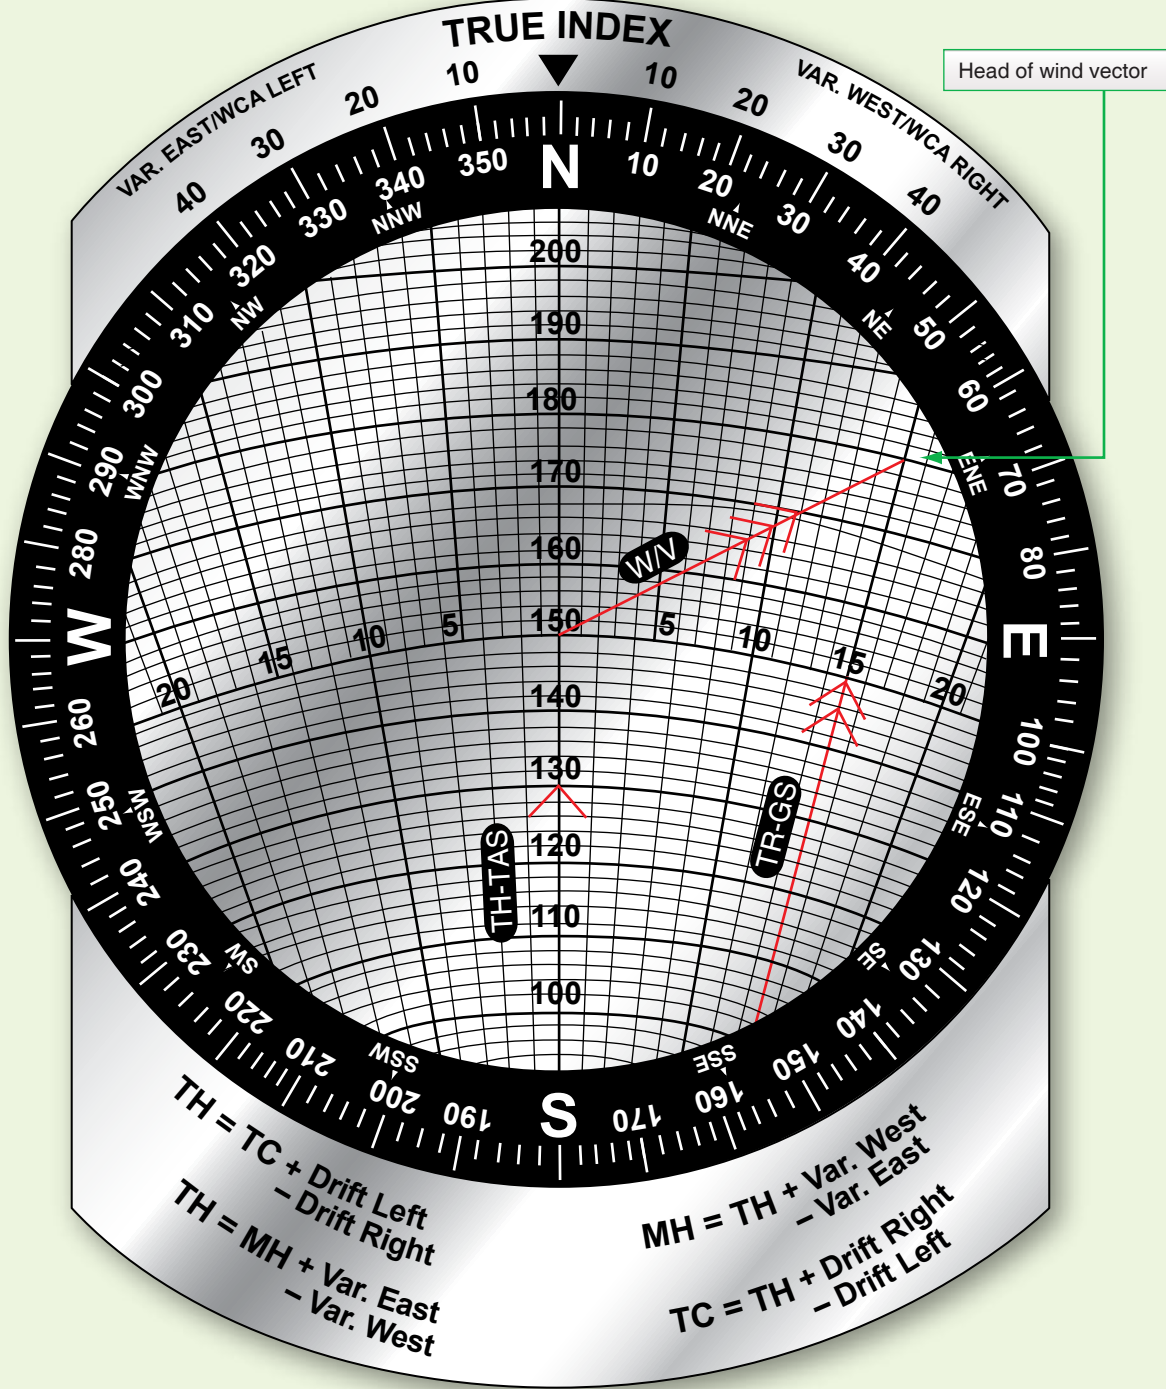 TRUE INDEX
Head of wind vector
VAR. EAST/WCA LEFT
VAR. WEST/WCA RIGHT
40 30 20 10 10 20 30 40
N 10 20 NNE 30 40 NE 50 60 ENE 70 80
E 100 110 ESE 120 130 SE 140 150 SSE 160 170
S 190 200 SSW 210 220 SW 230 240 WSW 250 260
W 280 290 WNW 300 310 NW 320 330 NNW 340 350
200
190
180
170
160
W/V
20 15 10 5 150 5 10 15 20
140
130
TH-TAS
TR-GS
120
110
100
TH = TC + Drift Left
– Drift Right
TH = MH + Var. East
– Var. West
MH = TH + Var. West
– Var. East
TC = TH + Drift Right
– Drift Left